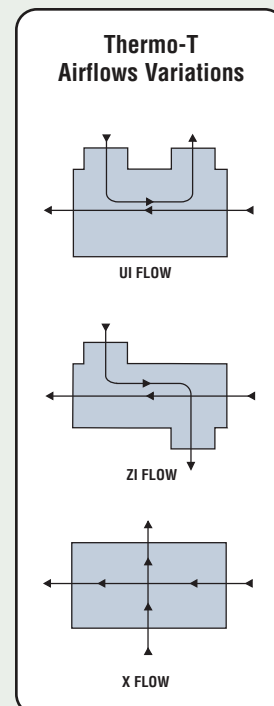 Thermo-T
Airflows Variations
UI FLOW
ZI FLOW
X FLOW